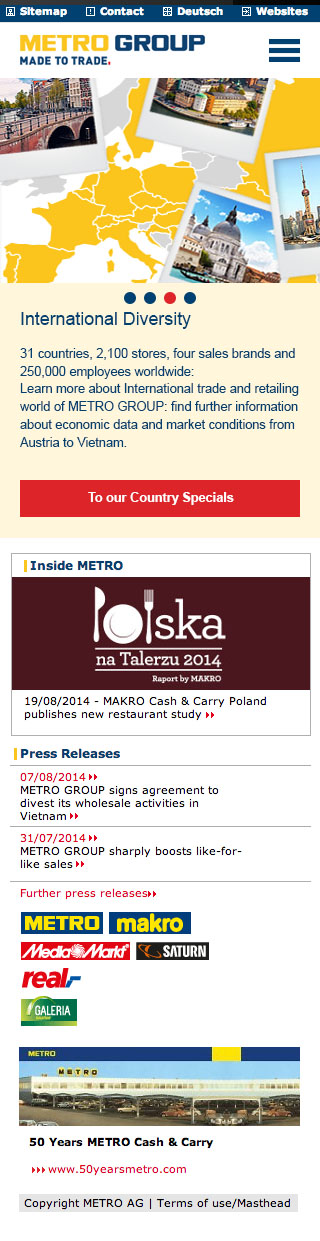 Sitemap Contact Deutsch Websites
METRO GROUP
MADE TO TRADE.
International Diversity
31 countries, 2,100 stores, four sales brands and
250,000 employees worldwide:
Learn more about International trade and retailing
world of METRO GROUP: find further information
about economic data and market conditions from
Austria to Vietnam.
To our Country Specials
Inside METRO
Polska
na Talerzu 2014
Raport by MAKRO
19/08/2014 - MAKRO Cash & Carry Poland
publishes new restaurant study
Press Releases
07/08/2014
METRO GROUP signs agreement to
divest its wholesale activities in
Vietnam
31/07/2014
METRO GROUP sharply boosts like-for-
like sales
Further press releases
METRO makro
Media Markt SATURN
real,-
GALERIA
METRO
METRO
50 Years METRO Cash & Carry
www.50yearsmetro.com
Copyright METRO AG | Terms of use/Masthead